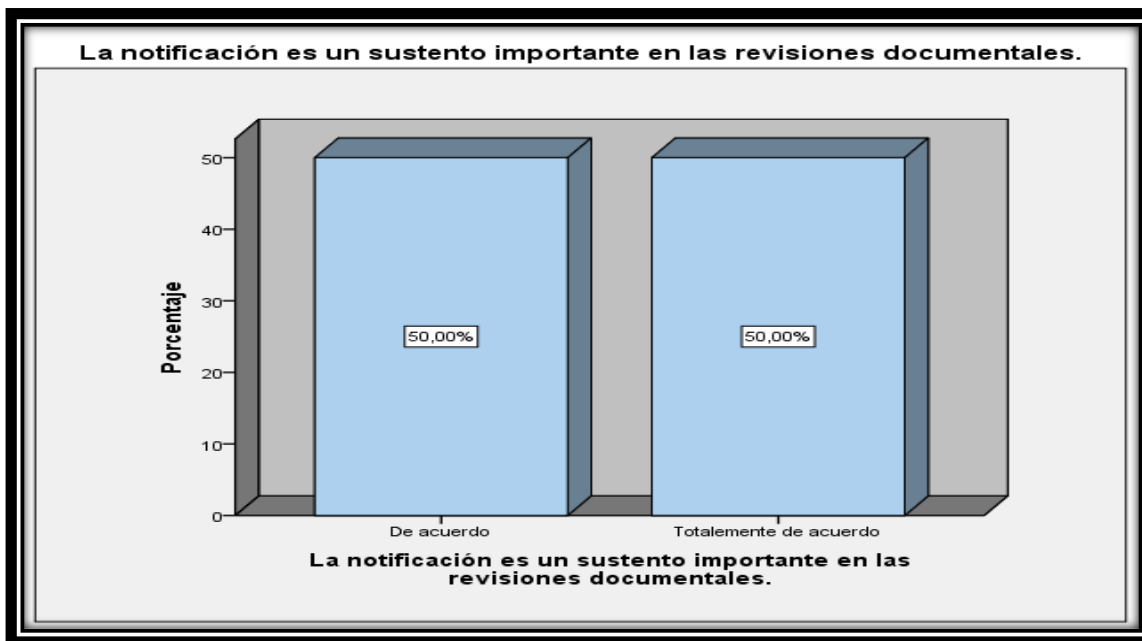 La notificación es un sustento importante en las revisiones documentales.
Porcentaje
50
40
30
20
10
0
50,00%
50,00%
De acuerdo
Totalemente de acuerdo
La notificación es un sustento importante en las
revisiones documentales.